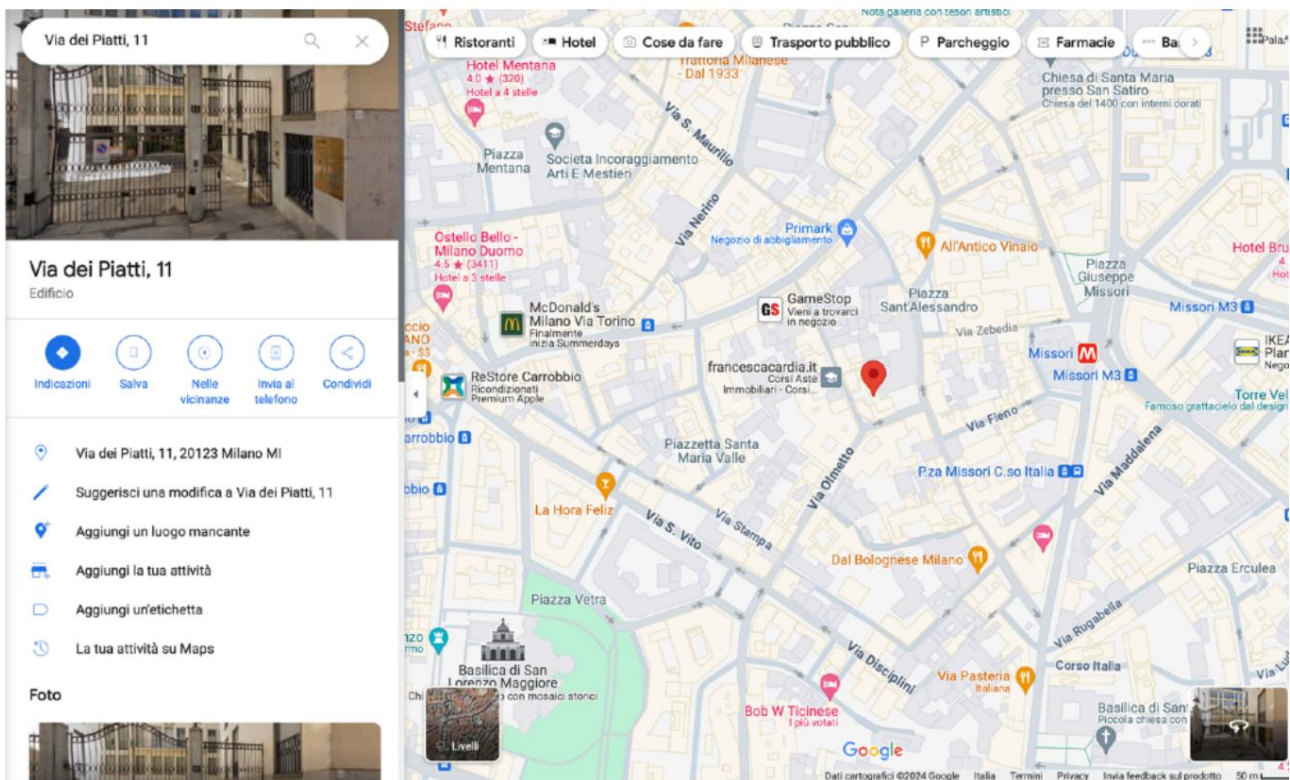 Via dei Piatti, 11
Via dei Piatti, 11
Edificio
Indicazioni
Salva
Nelle
vicinanze
Invia al
telefono
Condividi
Via dei Piatti, 11, 20123 Milano MI
Suggerisci una modifica a Via dei Piatti, 11
Aggiungi un luogo mancante
Aggiungi la tua attività
Aggiungi un'etichetta
La tua attività su Maps
Foto
Nota galleria con tesori artistici
Ristoranti
Hotel
Cose da fare
Trasporto pubblico
P Parcheggio
Farmacie
Trattoria Milanese
- Dal 1933
Hotel Mentana
4.0 ★ (320)
Hotel a 4 stelle
Chiesa di Santa Maria
presso San Satiro
Chiesa del 1400 con interni dorati
Via S. Maurilio
Piazza
Mentana
Societa Incoraggiamento
Arti E Mestieri
Via Nerino
Primark
Negozio di abbigliamento
All'Antico Vinaio
Ostello Bello -
Milano Duomo
4.5 ★ (3411)
Hotel a 3 stelle
Piazza
Giuseppe
Missori
Hotel Bru
McDonald's
Milano Via Torino
Finalmente
inizia Summerdays
GS
GameStop
Vieni a trovarci
in negozio
Piazza
Sant'Alessandro
Missori M3
Via Zebedia
Missori M
Missori M3
IKEA
ReStore Carrobbio
Ricondizionati
Premium Apple
francescacardia.it
Corsi Aste
Immobiliari - Corsi...
Torre Vel
Famoso grattacielo dal design
Via Fieno
Piazzetta Santa
Maria Valle
Via Olmetto
P.za Missori C.so Italia
Via Maddalena
La Hora Feliz
Via S. Vito
Via Stampa
Dal Bolognese Milano
Piazza Erculea
Piazza Vetra
Via Rugabella
Basilica di San
Lorenzo Maggiore
con mosaici storici
Via Disciplini
Corso Italia
Via Pasteria
Italiana
Bob W Ticinese
I più votati
Basilica di Sant
Piccola chiesa con
Livelli
Google
Dati cartografici ©2024 Google Italia Termini Privacy Invia feedback sul prodotto 50 m